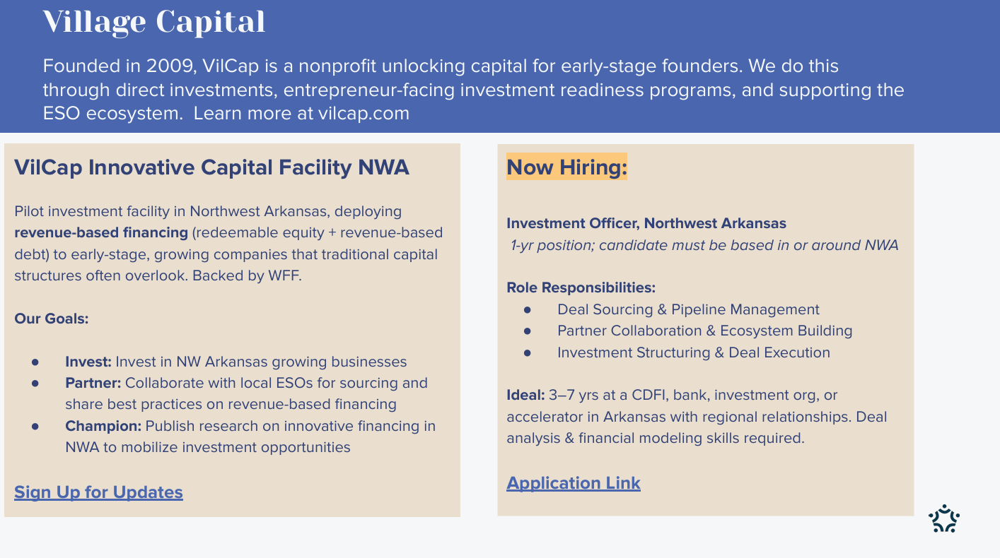 Village Capital
Founded in 2009, VilCap is a nonprofit unlocking capital for early-stage founders. We do this
through direct investments, entrepreneur-facing investment readiness programs, and supporting the
ESO ecosystem.  Learn more at vilcap.com
VilCap Innovative Capital Facility NWA
Pilot investment facility in Northwest Arkansas, deploying
revenue-based financing (redeemable equity + revenue-based
debt) to early-stage, growing companies that traditional capital
structures often overlook. Backed by WFF.
Our Goals:
● Invest: Invest in NW Arkansas growing businesses
● Partner: Collaborate with local ESOs for sourcing and
share best practices on revenue-based financing
● Champion: Publish research on innovative financing in
NWA to mobilize investment opportunities
Sign Up for Updates
Now Hiring:
Investment Officer, Northwest Arkansas
1-yr position; candidate must be based in or around NWA
Role Responsibilities:
● Deal Sourcing & Pipeline Management
● Partner Collaboration & Ecosystem Building
● Investment Structuring & Deal Execution
Ideal: 3–7 yrs at a CDFI, bank, investment org, or
accelerator in Arkansas with regional relationships. Deal
analysis & financial modeling skills required.
Application Link